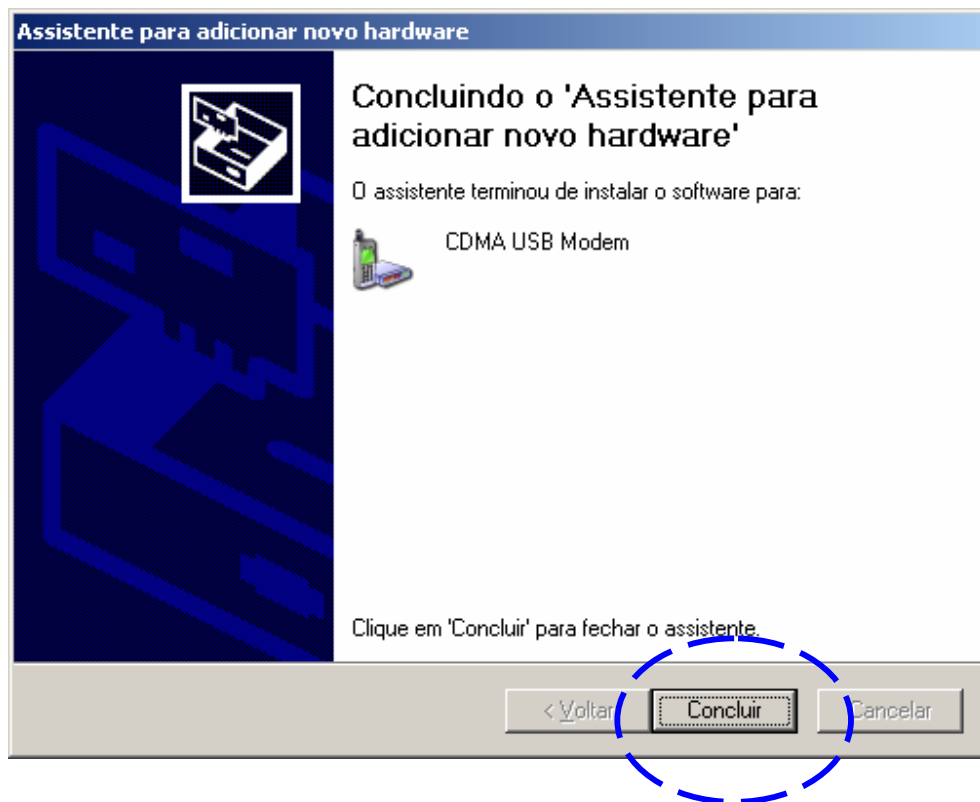 Assistente para adicionar novo hardware
Concluindo o 'Assistente para
adicionar novo hardware'
O assistente terminou de instalar o software para:
CDMA USB Modem
Clique em 'Concluir' para fechar o assistente.
< Voltar Concluir Cancelar